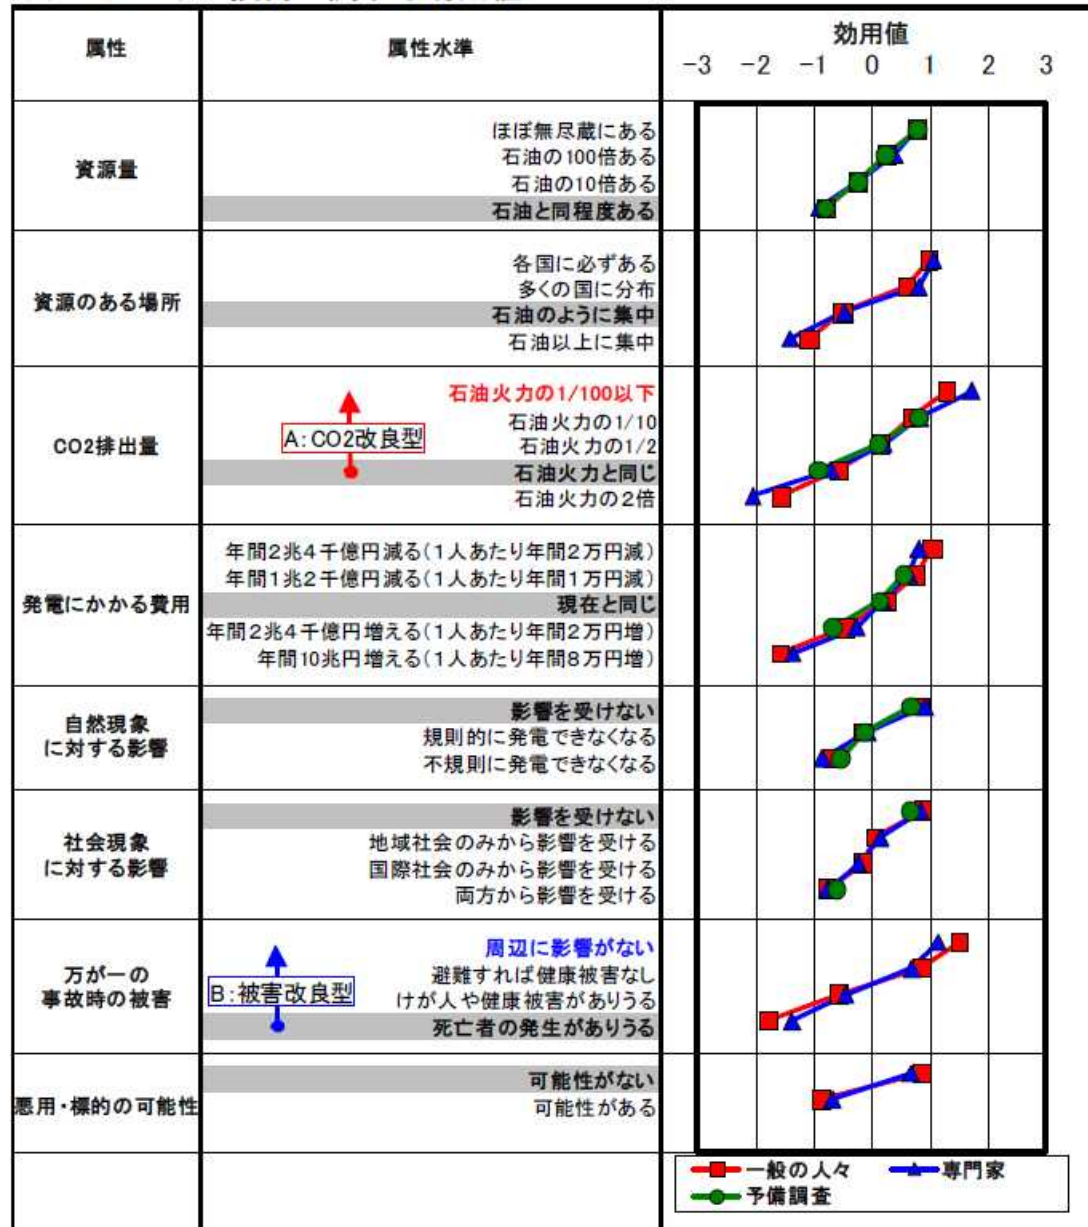 属性
属性水準
効用値
-3 -2 -1 0 1 2 3
資源量
ほぼ無尽蔵にある
石油の100倍ある
石油の10倍ある
石油と同程度ある
資源のある場所
各国に必ずある
多くの国に分布
石油のように集中
石油以上に集中
CO2排出量
A:CO2改良型
石油火力の1/100以下
石油火力の1/10
石油火力の1/2
石油火力と同じ
石油火力の2倍
発電にかかる費用
年間2兆4千億円減る(1人あたり年間2万円減)
年間1兆2千億円減る(1人あたり年間1万円減)
現在と同じ
年間2兆4千億円増える(1人あたり年間2万円増)
年間10兆円増える(1人あたり年間8万円増)
自然現象
に対する影響
影響を受けない
規則的に発電できなくなる
不規則に発電できなくなる
社会現象
に対する影響
影響を受けない
地域社会のみから影響を受ける
国際社会のみから影響を受ける
両方から影響を受ける
万が一の
事故時の被害
B:被害改良型
周辺に影響がない
避難すれば健康被害なし
けが人や健康被害がありうる
死亡者の発生がありうる
悪用・標的の可能性
可能性がない
可能性がある
一般の人々
専門家
予備調査